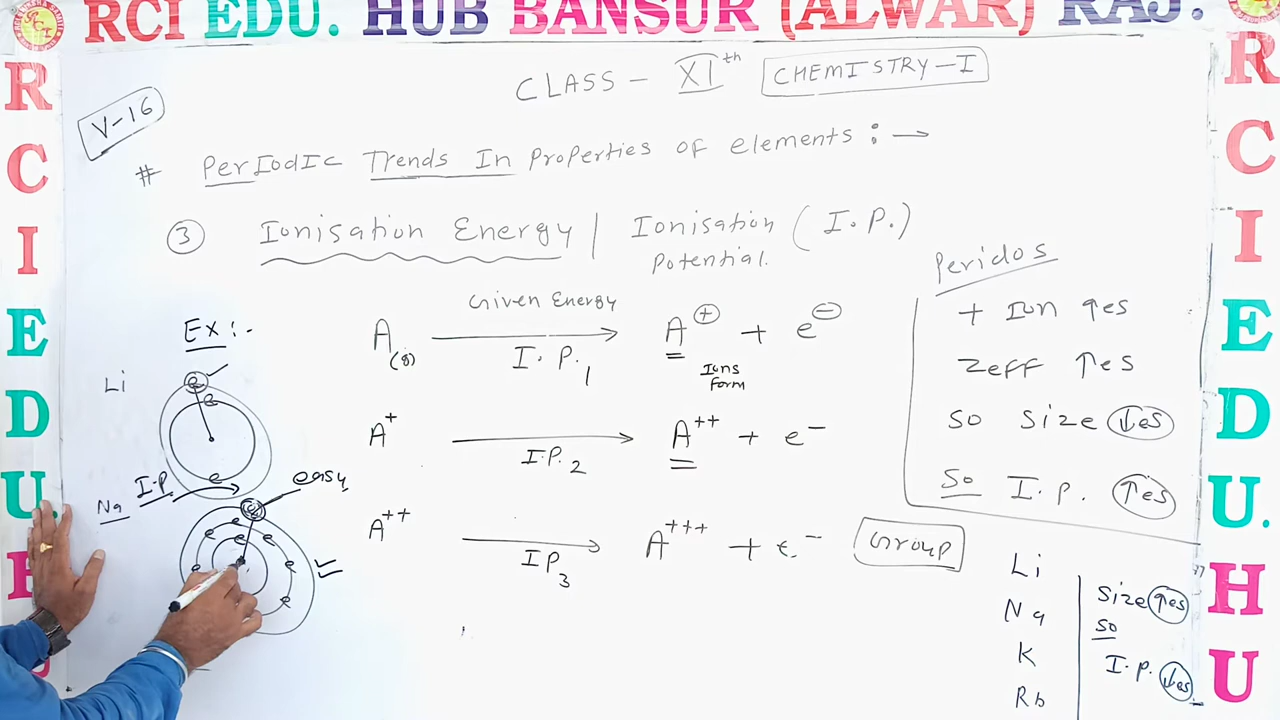 RCI EDU. HUB BANSUR (ALWAR) RAJ.
R
C
I
E
D
U.
H
U
R
C
I
E
D
U.
H
U
V-16
CLASS - XIth CHEMISTRY-I
# PerIodIc Trends In Properties of elements :- →
③ Ionisation Energy | Ionisation Potential. (I.P.)
Ex:-
Li
e
e
e
Na
I.P
easy
A(g) Given Energy I.P.1 → A⊕ + e⊖
Ions form
A+ I.P.2 → A++ + e-
A++ IP3 → A+++ + e-
Peridos
+ Ion ↑es
Zeff ↑es
so size ↓es
So I.P. ↑es
Group
Li
Na
K
Rb
Size ↑es
so
I.P. ↓es